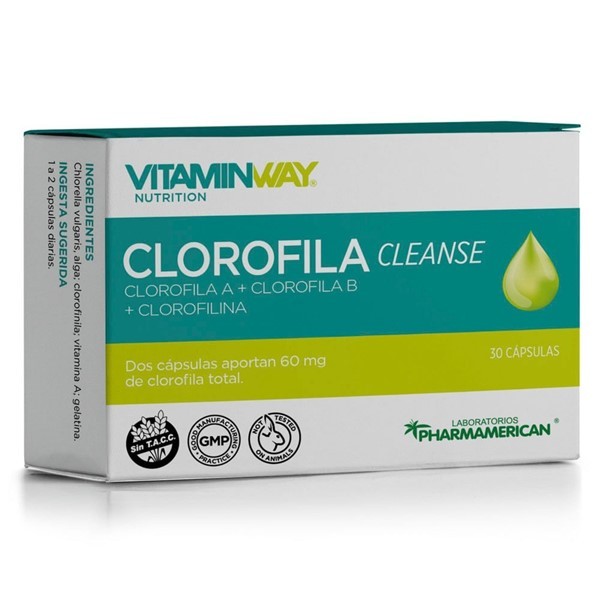 VITAMINWAY®
NUTRITION
CLOROFILA CLEANSE
CLOROFILA A + CLOROFILA B
+ CLOROFILINA
Dos cápsulas aportan 60 mg
de clorofila total.
30 CÁPSULAS
Sin T.A.C.C.
GOOD MANUFACTURING
GMP
PRACTICE
NOT TESTED
ON ANIMALS
LABORATORIOS
PHARMAMERICAN®
INGREDIENTES
Chlorella vulgaris, alga; clorofinila; vitamina A; gelatina.
INGESTA SUGERIDA
1 a 2 cápsulas diarias.